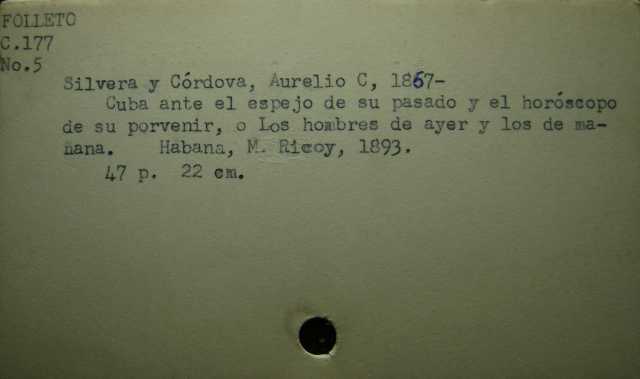 FOLLETO
C.177
No.5
Silvera y Córdova, Aurelio C, 1867-
Cuba ante el espejo de su pasado y el horóscopo
de su porvenir, o Los hombres de ayer y los de ma-
ñana. Habana, M. Ricoy, 1893.
47 p. 22 cm.